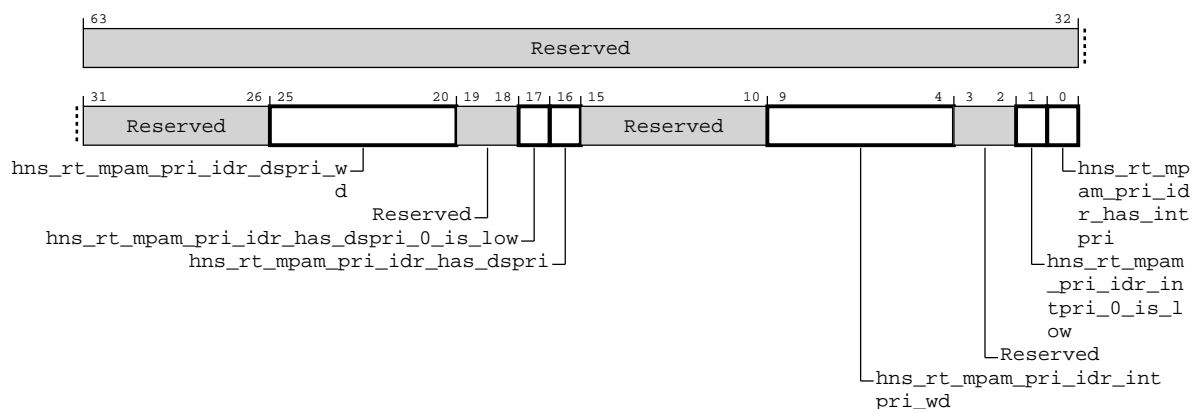 63 32
Reserved
31 26 25 20 19 18 17 16 15 10 9 4 3 2 1 0
Reserved Reserved
hns_rt_mpam_pri_idr_dspri_w
d
Reserved
hns_rt_mpam_pri_idr_has_dspri_0_is_low
hns_rt_mpam_pri_idr_has_dspri
hns_rt_mp
am_pri_id
r_has_int
pri
hns_rt_mpam
_pri_idr_in
tpri_0_is_l
ow
Reserved
hns_rt_mpam_pri_idr_int
pri_wd